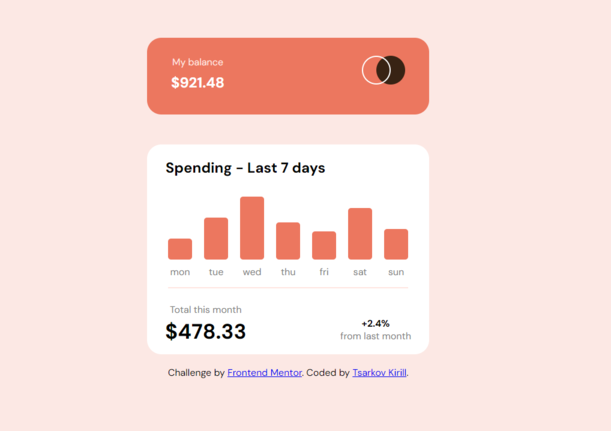 My balance
$921.48
Spending - Last 7 days
mon tue wed thu fri sat sun
Total this month
$478.33
+2.4%
from last month
Challenge by Frontend Mentor. Coded by Tsarkov Kirill.